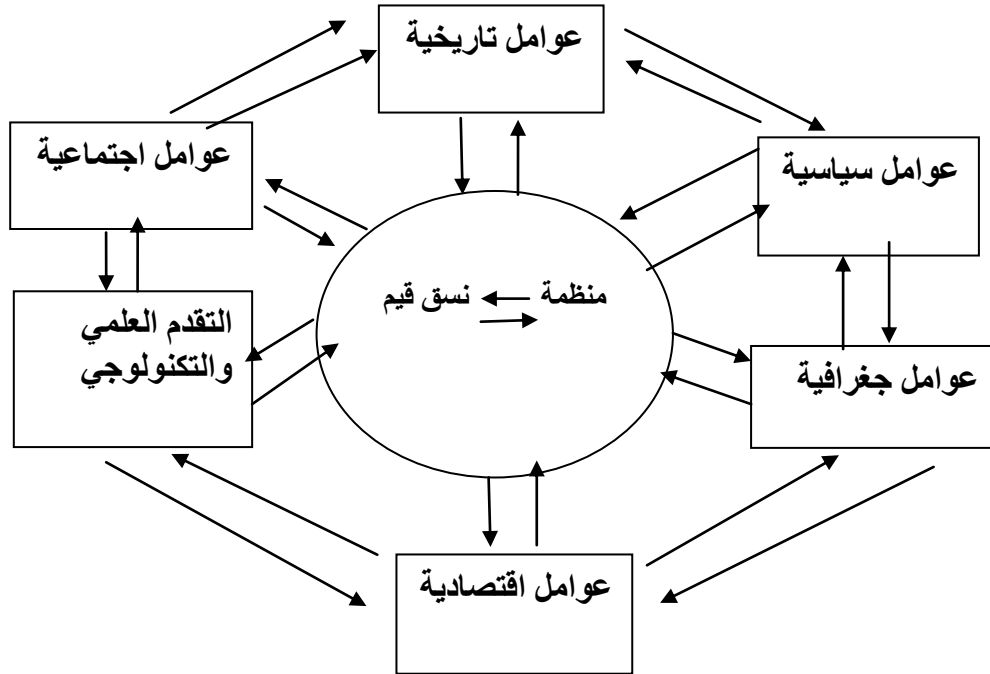 عوامل تاريخية
عوامل اجتماعية
عوامل سياسية
منظمة
نسق قيم
التقدم العلمي
والتكنولوجي
عوامل جغرافية
عوامل اقتصادية